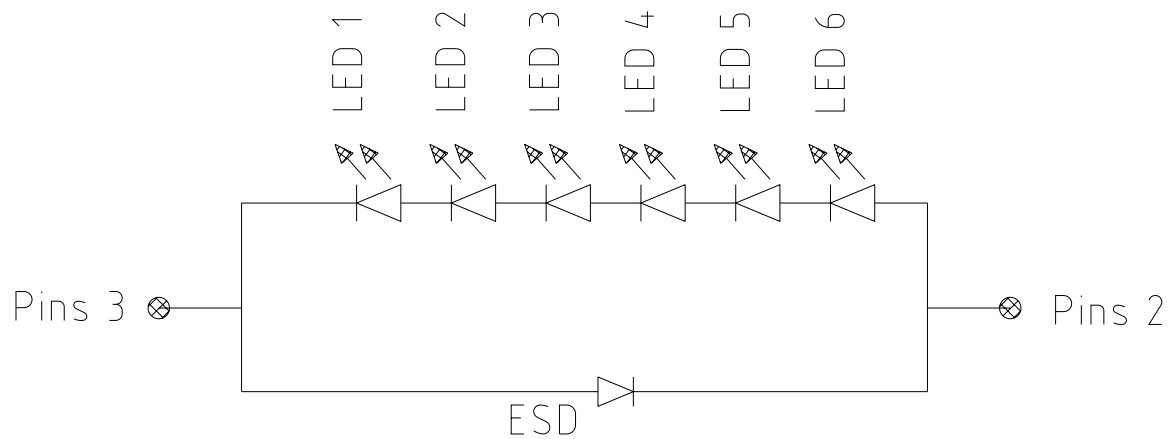 LED 1
LED 2
LED 3
LED 4
LED 5
LED 6
Pins 3
Pins 2
ESD